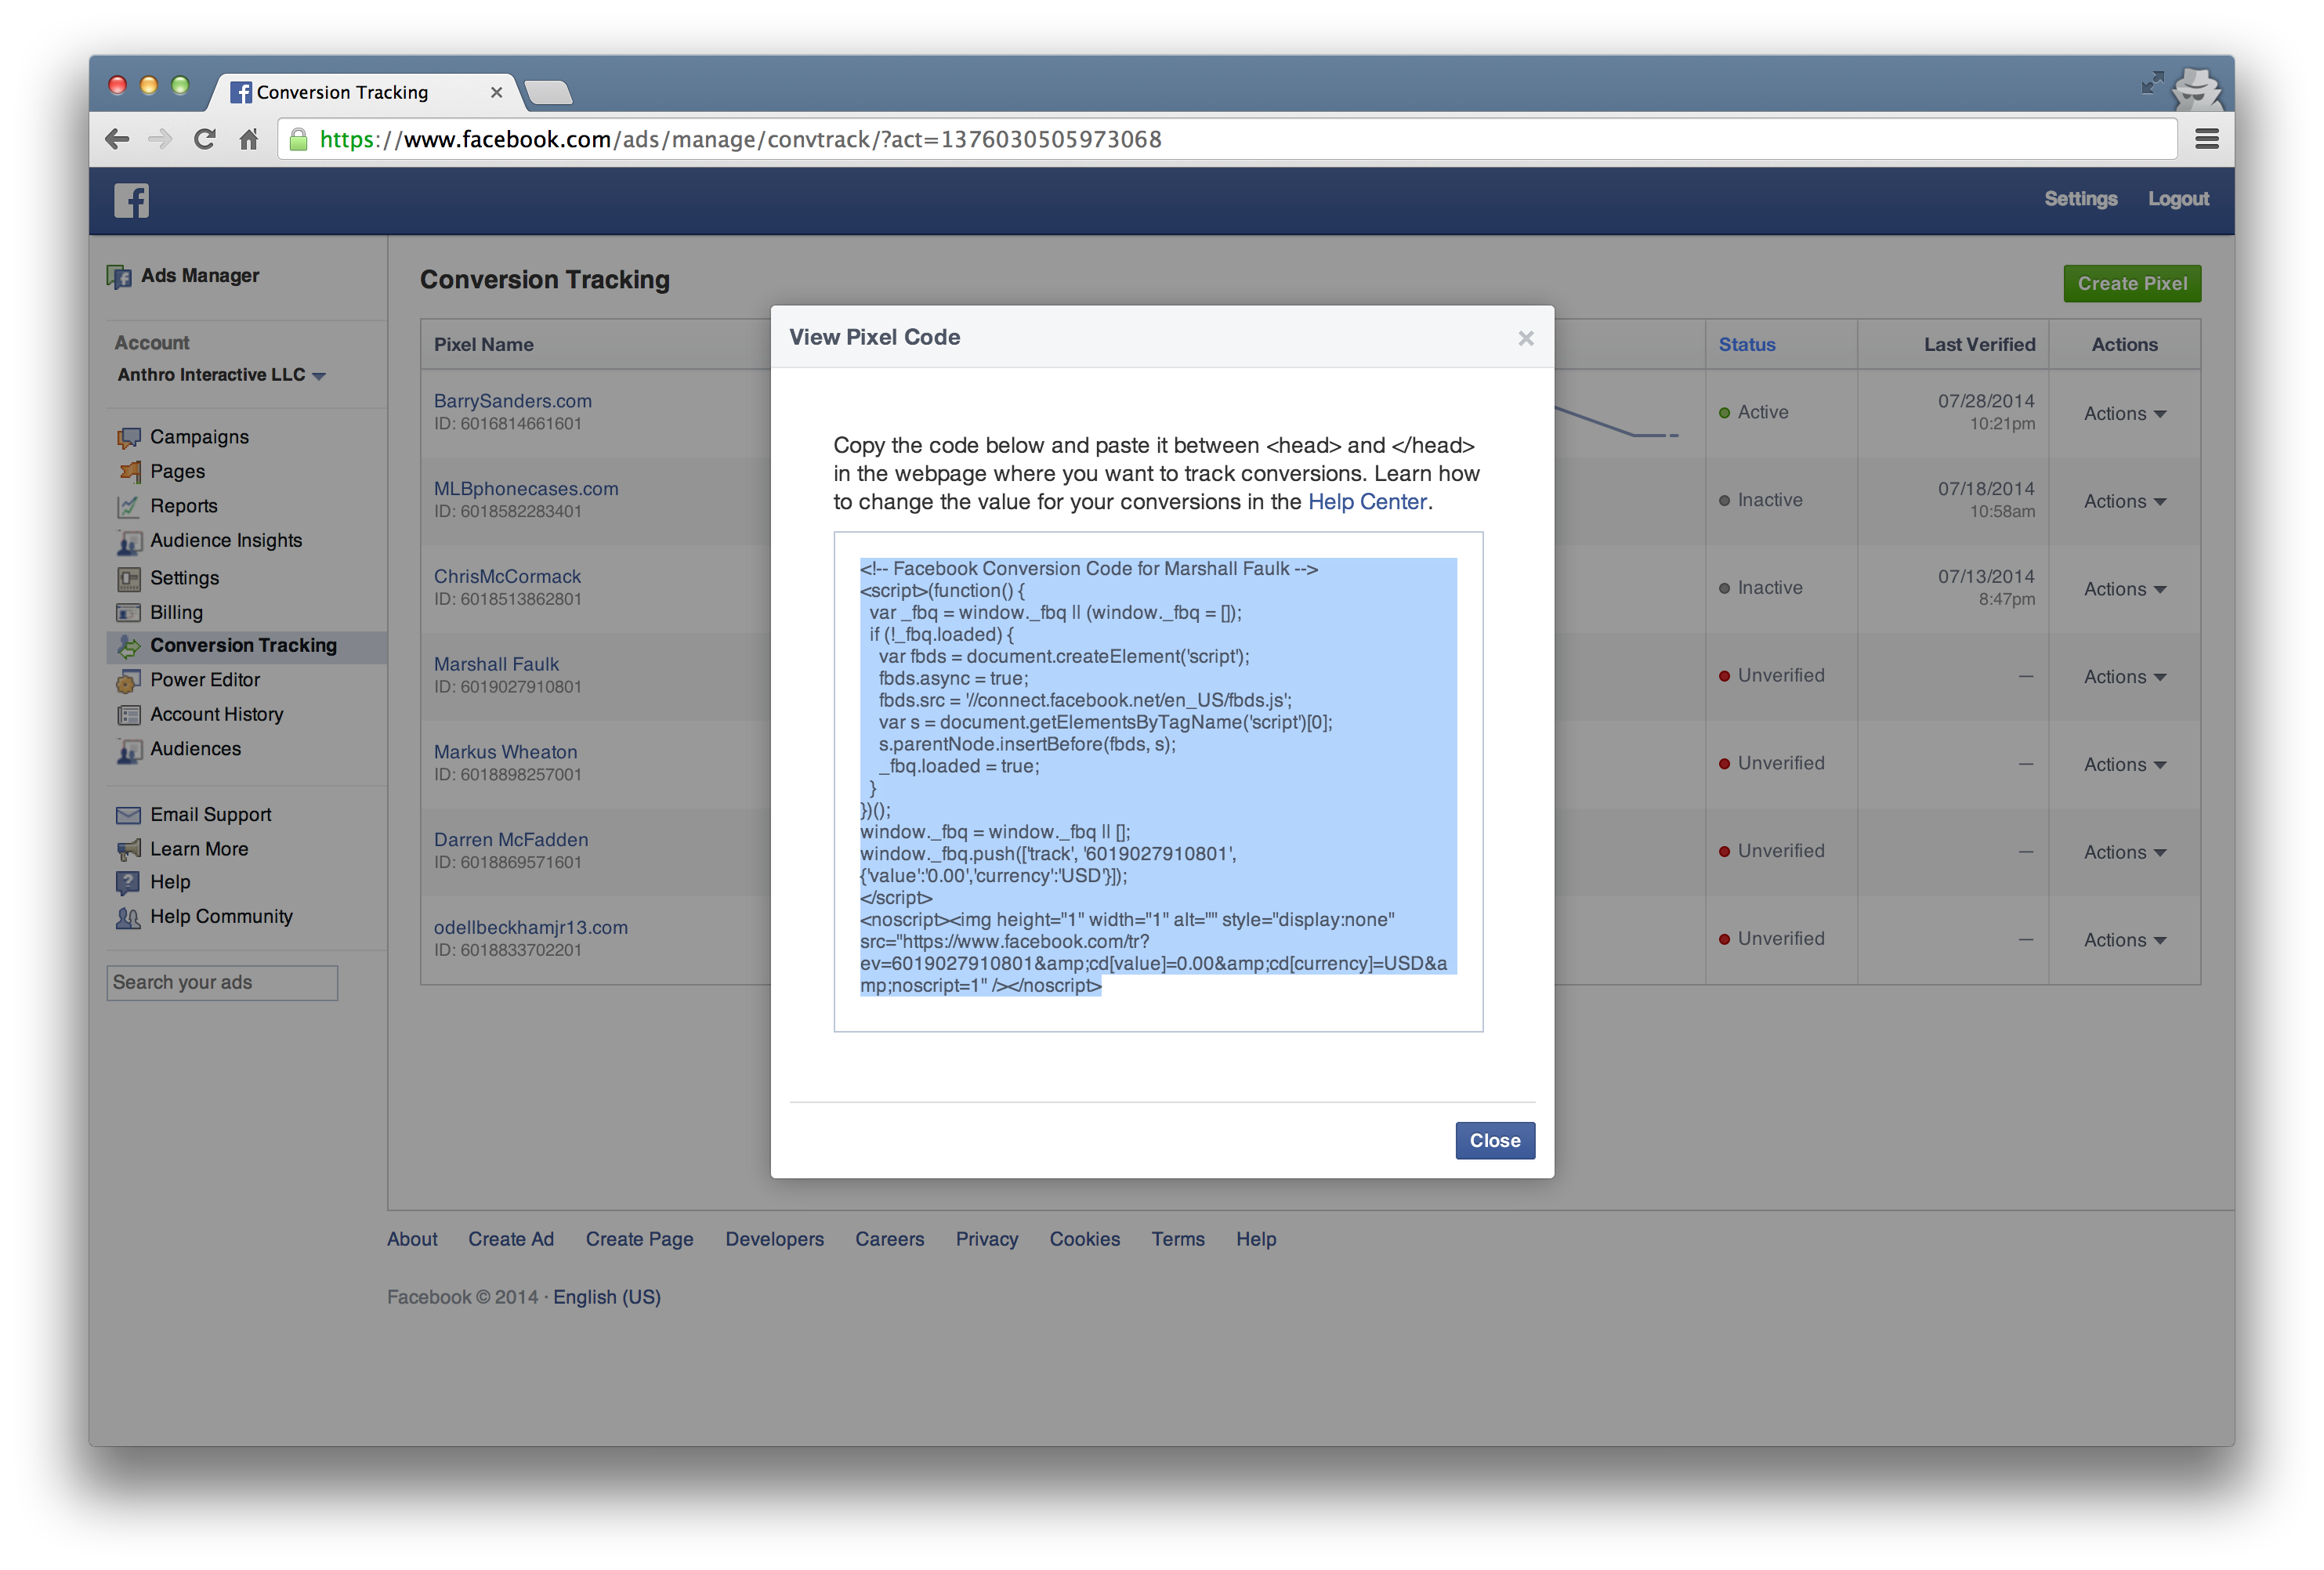 Conversion Tracking
https://www.facebook.com/ads/manage/convtrack/?act=1376030505973068
Settings Logout
Ads Manager
Account
Anthro Interactive LLC
Campaigns
Pages
Reports
Audience Insights
Settings
Billing
Conversion Tracking
Power Editor
Account History
Audiences
Email Support
Learn More
Help
Help Community
Search your ads
Conversion Tracking
Create Pixel
Pixel Name Status Last Verified Actions
BarrySanders.com Active 07/28/2014 Actions
ID: 6016814661601 10:21pm
MLBphonecases.com Inactive 07/18/2014 Actions
ID: 6018582283401 10:58am
ChrisMcCormack Inactive 07/13/2014 Actions
ID: 6018513862801 8:47pm
Marshall Faulk Unverified — Actions
ID: 6019027910801
Markus Wheaton Unverified — Actions
ID: 6018898257001
Darren McFadden Unverified — Actions
ID: 6018869571601
odellbeckhamjr13.com Unverified — Actions
ID: 6018833702201
View Pixel Code
Copy the code below and paste it between <head> and </head>
in the webpage where you want to track conversions. Learn how
to change the value for your conversions in the Help Center.
<!-- Facebook Conversion Code for Marshall Faulk -->
<script>(function() {
var _fbq = window._fbq || (window._fbq = []);
if (!_fbq.loaded) {
var fbds = document.createElement('script');
fbds.async = true;
fbds.src = '//connect.facebook.net/en_US/fbds.js';
var s = document.getElementsByTagName('script')[0];
s.parentNode.insertBefore(fbds, s);
_fbq.loaded = true;
}
})();
window._fbq = window._fbq || [];
window._fbq.push(['track', '6019027910801',
{'value':'0.00','currency':'USD'}]);
</script>
<noscript><img height="1" width="1" alt="" style="display:none"
src="https://www.facebook.com/tr?
ev=6019027910801&amp;cd[value]=0.00&amp;cd[currency]=USD&a
mp;noscript=1" /></noscript>
Close
About Create Ad Create Page Developers Careers Privacy Cookies Terms Help
Facebook © 2014 · English (US)